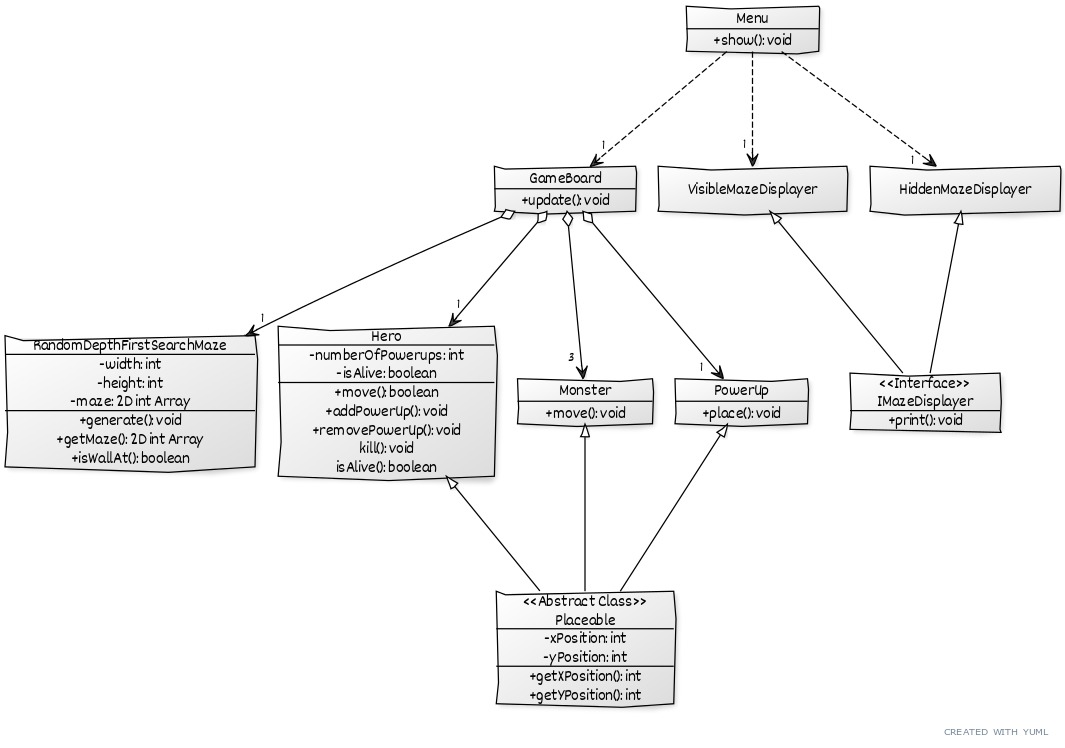 Menu
+show(): void
1
1
1
GameBoard
+update(): void
VisibleMazeDisplayer
HiddenMazeDisplayer
1
1
3
1
RandomDepthFirstSearchMaze
-width: int
-height: int
-maze: 2D int Array
+generate(): void
+getMaze(): 2D int Array
+isWallAt(): boolean
Hero
-numberOfPowerups: int
-isAlive: boolean
+move(): boolean
+addPowerUp(): void
+removePowerUp(): void
kill(): void
isAlive(): boolean
Monster
+move(): void
PowerUp
+place(): void
<<Interface>>
IMazeDisplayer
+print(): void
<<Abstract Class>>
Placeable
-xPosition: int
-yPosition: int
+getXPosition(): int
+getYPosition(): int
CREATED WITH YUML